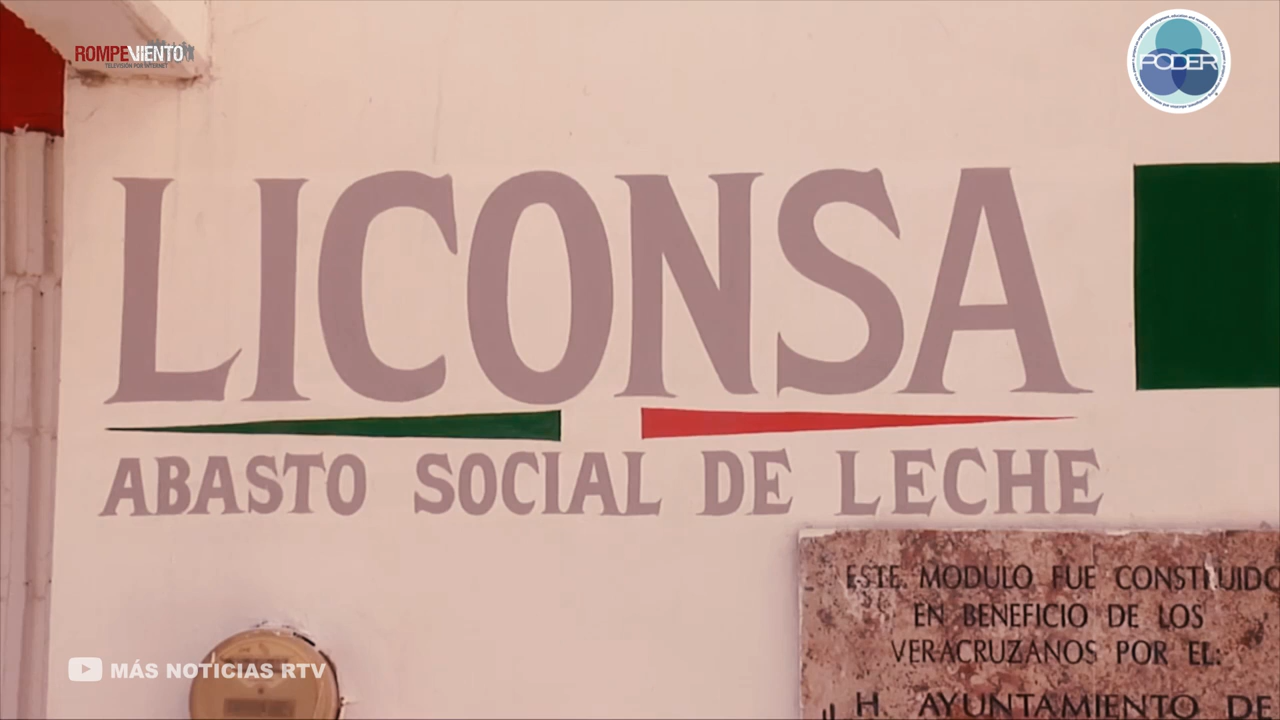 ROMPEVIENTO
TELEVISIÓN POR INTERNET
PODER
LICONSA
ABASTO SOCIAL DE LECHE
ESTE MODULO FUE CONSTRUIDO
EN BENEFICIO DE LOS
VERACRUZANOS POR EL:
H. AYUNTAMIENTO DE
MÁS NOTICIAS RTV